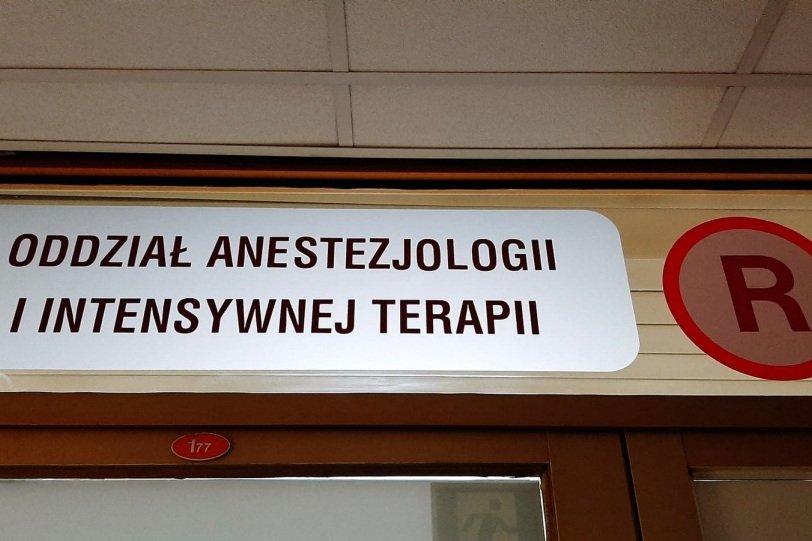 ODDZIAŁ ANESTEZJOLOGII
I INTENSYWNEJ TERAPII
R
177